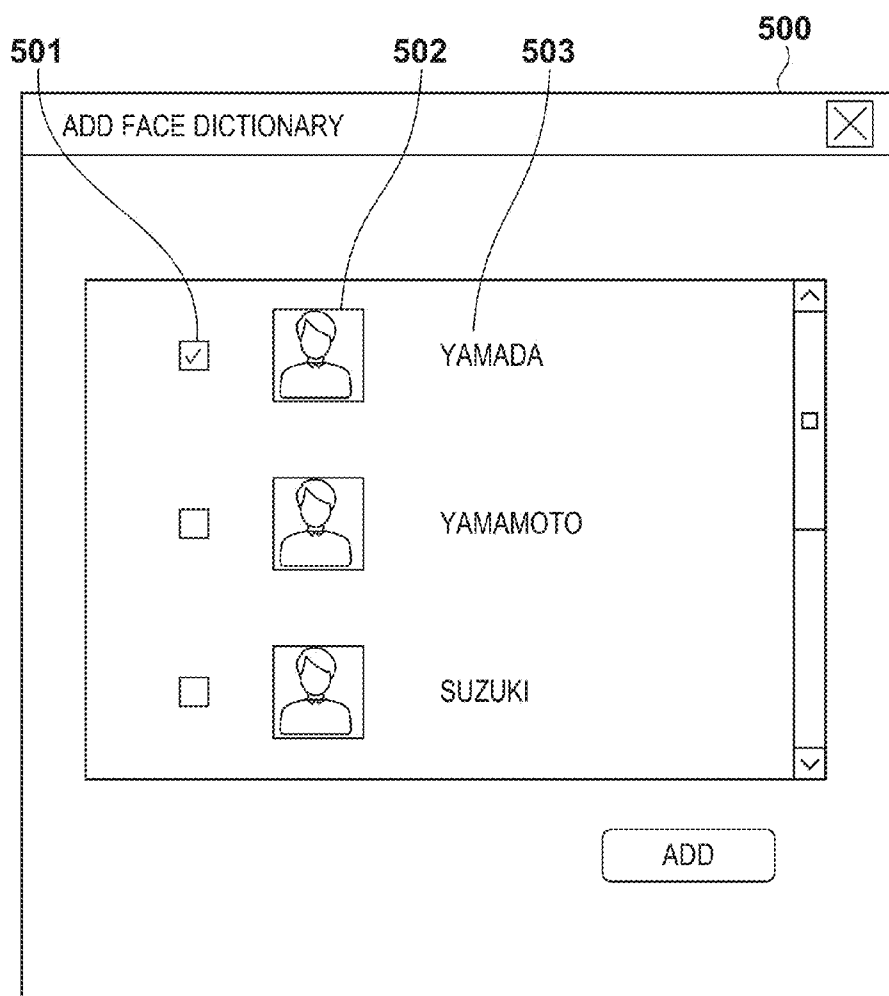 500
501 502 503
ADD FACE DICTIONARY
YAMADA
YAMAMOTO
SUZUKI
ADD